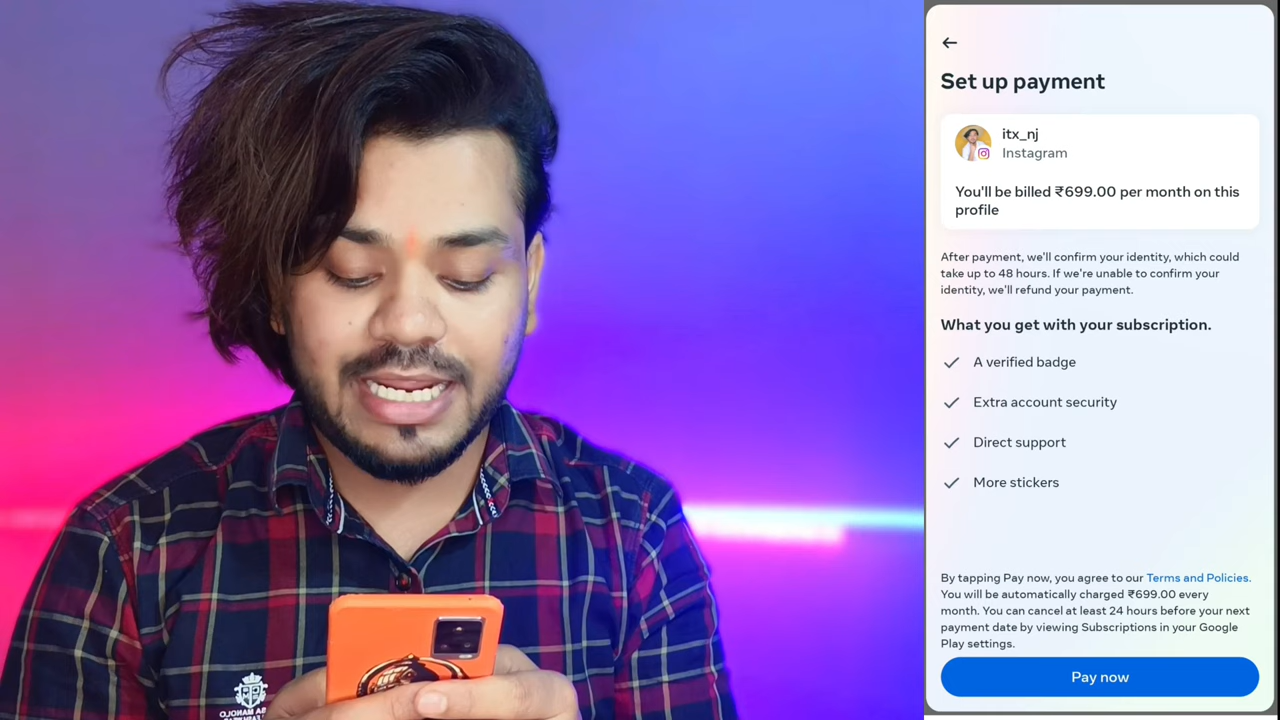 Set up payment
itx_nj
Instagram
You'll be billed ₹699.00 per month on this
profile
After payment, we'll confirm your identity, which could
take up to 48 hours. If we're unable to confirm your
identity, we'll refund your payment.
What you get with your subscription.
A verified badge
Extra account security
Direct support
More stickers
By tapping Pay now, you agree to our Terms and Policies.
You will be automatically charged ₹699.00 every
month. You can cancel at least 24 hours before your next
payment date by viewing Subscriptions in your Google
Play settings.
Pay now